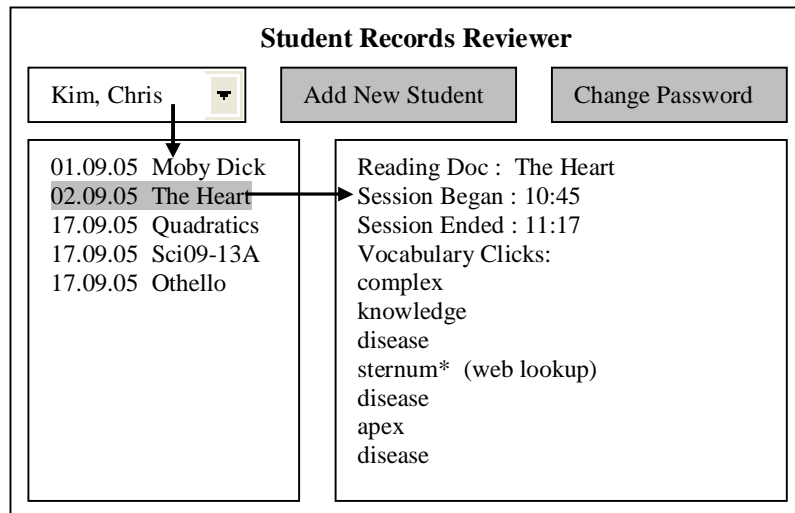 Student Records Reviewer
Kim, Chris
Add New Student
Change Password
01.09.05 Moby Dick
02.09.05 The Heart
17.09.05 Quadratics
17.09.05 Sci09-13A
17.09.05 Othello
Reading Doc : The Heart
Session Began : 10:45
Session Ended : 11:17
Vocabulary Clicks:
complex
knowledge
disease
sternum* (web lookup)
disease
apex
disease